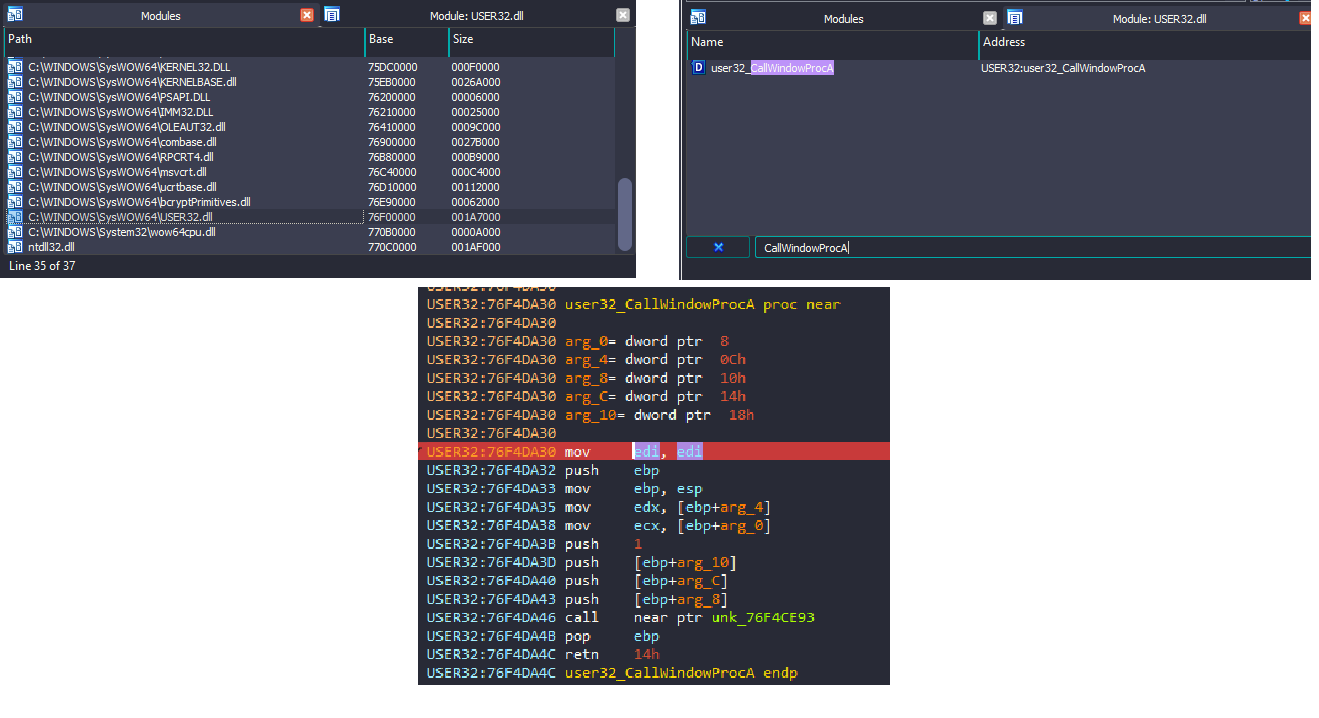 Modules
Module: USER32.dll
Path Base Size
C:\WINDOWS\SysWOW64\KERNEL32.DLL 75DC0000 000F0000
C:\WINDOWS\SysWOW64\KERNELBASE.dll 75EB0000 0026A000
C:\WINDOWS\SysWOW64\PSAPI.DLL 76200000 00006000
C:\WINDOWS\SysWOW64\IMM32.DLL 76210000 00025000
C:\WINDOWS\SysWOW64\OLEAUT32.dll 76410000 0009C000
C:\WINDOWS\SysWOW64\combase.dll 76900000 0027B000
C:\WINDOWS\SysWOW64\RPCRT4.dll 76B80000 000B9000
C:\WINDOWS\SysWOW64\msvcrt.dll 76C40000 000C4000
C:\WINDOWS\SysWOW64\ucrtbase.dll 76D10000 00112000
C:\WINDOWS\SysWOW64\bcryptPrimitives.dll 76E90000 00062000
C:\WINDOWS\SysWOW64\USER32.dll 76F00000 001A7000
C:\WINDOWS\System32\wow64cpu.dll 770B0000 0000A000
ntdll32.dll 770C0000 001AF000
Line 35 of 37
Modules
Module: USER32.dll
Name Address
D user32_CallWindowProcA USER32:user32_CallWindowProcA
CallWindowProcA
USER32:76F4DA30
USER32:76F4DA30 user32_CallWindowProcA proc near
USER32:76F4DA30
USER32:76F4DA30 arg_0= dword ptr 8
USER32:76F4DA30 arg_4= dword ptr 0Ch
USER32:76F4DA30 arg_8= dword ptr 10h
USER32:76F4DA30 arg_C= dword ptr 14h
USER32:76F4DA30 arg_10= dword ptr 18h
USER32:76F4DA30
USER32:76F4DA30 mov edi, edi
USER32:76F4DA32 push ebp
USER32:76F4DA33 mov ebp, esp
USER32:76F4DA35 mov edx, [ebp+arg_4]
USER32:76F4DA38 mov ecx, [ebp+arg_0]
USER32:76F4DA3B push 1
USER32:76F4DA3D push [ebp+arg_10]
USER32:76F4DA40 push [ebp+arg_C]
USER32:76F4DA43 push [ebp+arg_8]
USER32:76F4DA46 call near ptr unk_76F4CE93
USER32:76F4DA4B pop ebp
USER32:76F4DA4C retn 14h
USER32:76F4DA4C user32_CallWindowProcA endp